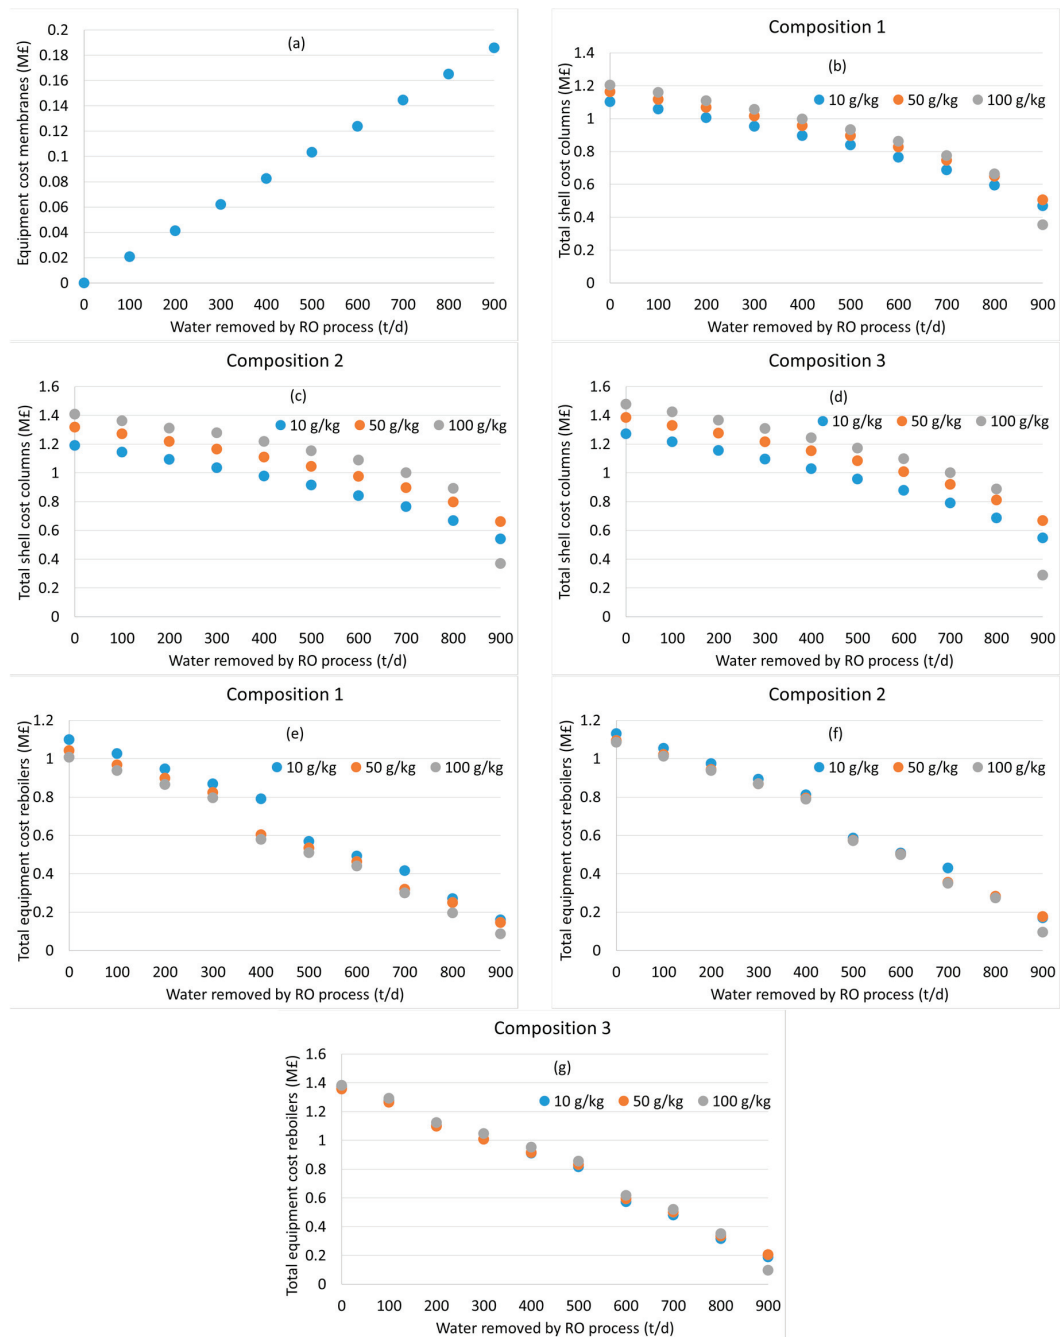 (a)
Equipment cost membranes (M£)
0.2
0.18
0.16
0.14
0.12
0.1
0.08
0.06
0.04
0.02
0
0 100 200 300 400 500 600 700 800 900
Water removed by RO process (t/d)
Composition 1
(b)
10 g/kg 50 g/kg 100 g/kg
Total shell cost columns (M£)
1.4
1.2
1
0.8
0.6
0.4
0.2
0
0 100 200 300 400 500 600 700 800 900
Water removed by RO process (t/d)
Composition 2
(c)
10 g/kg 50 g/kg 100 g/kg
Total shell cost columns (M£)
1.6
1.4
1.2
1
0.8
0.6
0.4
0.2
0
0 100 200 300 400 500 600 700 800 900
Water removed by RO process (t/d)
Composition 3
(d)
10 g/kg 50 g/kg 100 g/kg
Total shell cost columns (M£)
1.6
1.4
1.2
1
0.8
0.6
0.4
0.2
0
0 100 200 300 400 500 600 700 800 900
Water removed by RO process (t/d)
Composition 1
(e)
10 g/kg 50 g/kg 100 g/kg
Total equipment cost reboilers (M£)
1.2
1
0.8
0.6
0.4
0.2
0
0 100 200 300 400 500 600 700 800 900
Water removed by RO process (t/d)
Composition 2
(f)
10 g/kg 50 g/kg 100 g/kg
Total equipment cost reboilers (M£)
1.2
1
0.8
0.6
0.4
0.2
0
0 100 200 300 400 500 600 700 800 900
Water removed by RO process (t/d)
Composition 3
(g)
10 g/kg 50 g/kg 100 g/kg
Total equipment cost reboilers (M£)
1.6
1.4
1.2
1
0.8
0.6
0.4
0.2
0
0 100 200 300 400 500 600 700 800 900
Water removed by RO process (t/d)